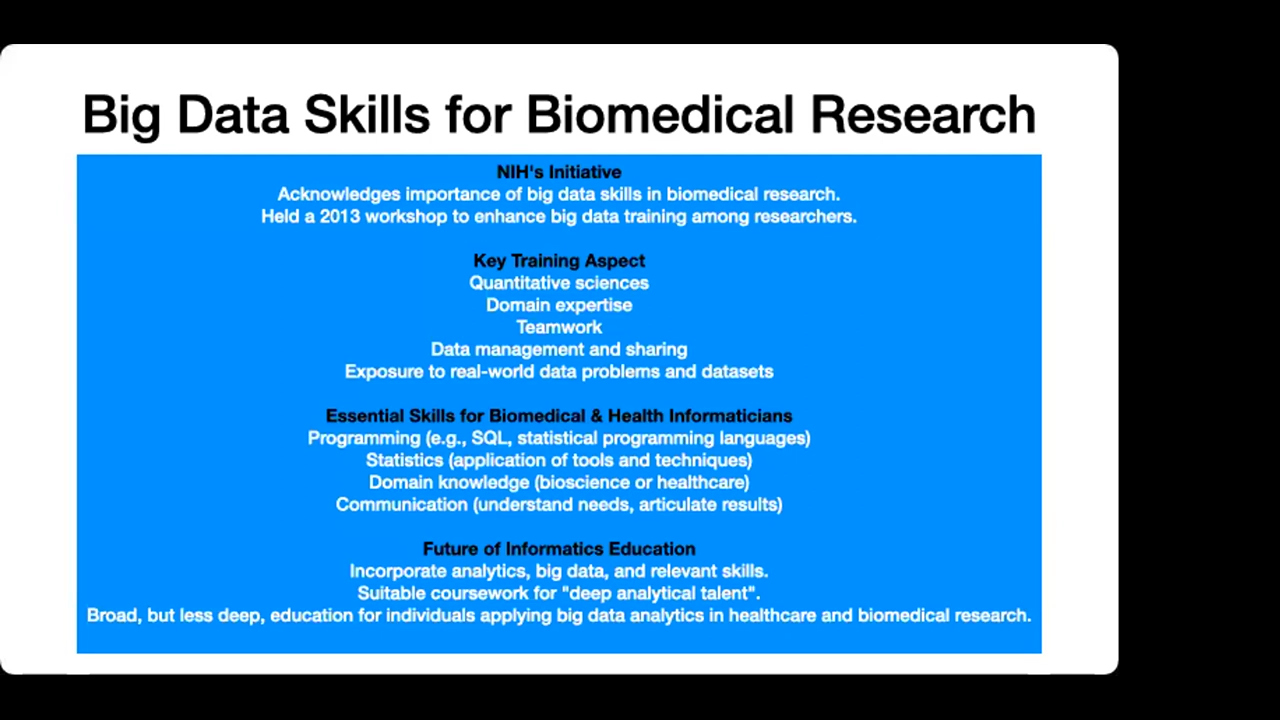 Big Data Skills for Biomedical Research
NIH's Initiative
Acknowledges importance of big data skills in biomedical research.
Held a 2013 workshop to enhance big data training among researchers.
Key Training Aspect
Quantitative sciences
Domain expertise
Teamwork
Data management and sharing
Exposure to real-world data problems and datasets
Essential Skills for Biomedical & Health Informaticians
Programming (e.g., SQL, statistical programming languages)
Statistics (application of tools and techniques)
Domain knowledge (bioscience or healthcare)
Communication (understand needs, articulate results)
Future of Informatics Education
Incorporate analytics, big data, and relevant skills.
Suitable coursework for "deep analytical talent".
Broad, but less deep, education for individuals applying big data analytics in healthcare and biomedical research.